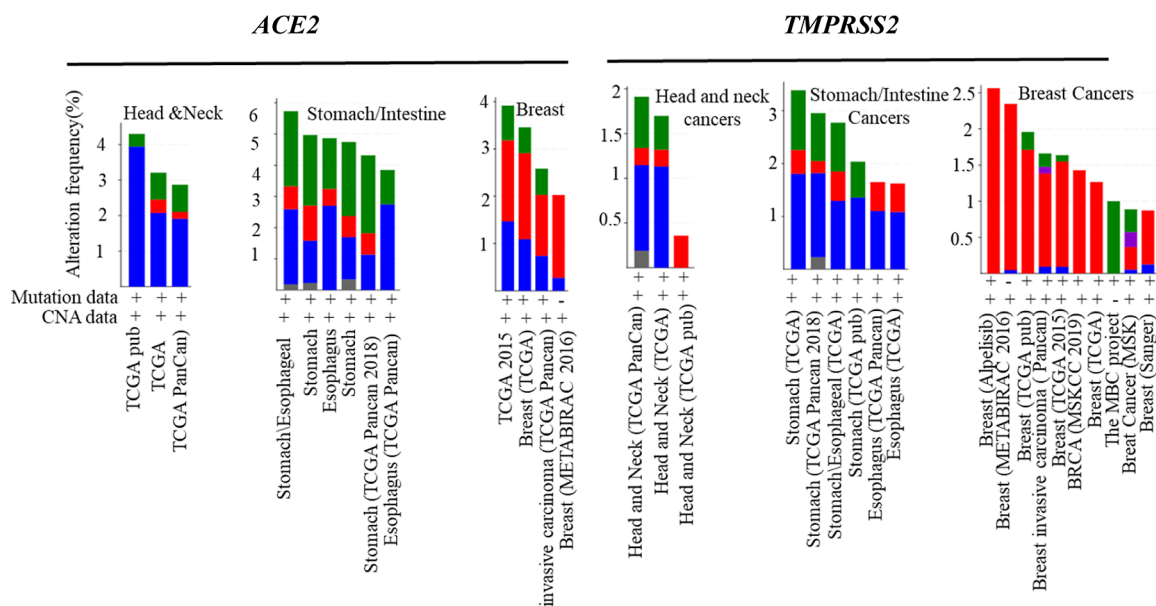 ACE2
TMPRSS2
Alteration frequency(%)
Head &Neck
4
3
2
1
Stomach/Intestine
6
5
4
3
2
1
Breast
4
3
2
1
Head and neck
cancers
2
1.5
1
0.5
Stomach/Intestine
Cancers
3
2
1
Breast Cancers
2.5
2
1.5
1
0.5
Mutation data + + + + + + + + + + + + - + + + + + + + + + + - + + + + + - + +
CNA data + + + + + + + + + + + + + + + + + + + + + + + + + + + + + + + +
TCGA pub
TCGA
TCGA PanCan)
Stomach\Esophageal
Stomach
Esophagus
Stomach
Stomach (TCGA Pancan 2018)
Esophagus (TCGA Pancan)
TCGA 2015
Breast (TCGA)
invasive carcinoma (TCGA Pancan)
Breast (METABIRAC 2016)
Head and Neck (TCGA PanCan)
Head and Neck (TCGA)
Head and Neck (TCGA pub)
Stomach (TCGA)
Stomach (TCGA Pancan 2018)
Stomach\Esophageal (TCGA)
Stomach (TCGA pub)
Esophagus (TCGA Pancan)
Esophagus (TCGA)
Breast (Alpelisib)
Breast (METABIRAC 2016)
Breast (TCGA pub)
Breast invasive carcinoma ( Pancan)
Breast (TCGA 2015)
BRCA (MSKCC 2019)
Breast (TCGA)
The MBC project
Breat Cancer (MSK)
Breast (Sanger)